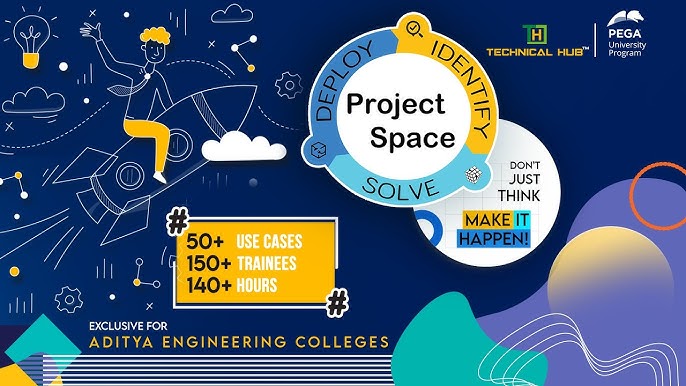 TH
TECHNICAL HUB™
PEGA
University
Program
DEPLOY
IDENTIFY
SOLVE
Project
Space
DON'T
JUST
THINK
MAKE IT
HAPPEN!
#
50+ USE CASES
150+ TRAINEES
140+ HOURS
#
EXCLUSIVE FOR
ADITYA ENGINEERING COLLEGES